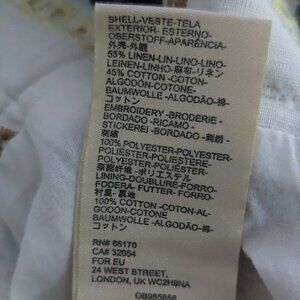 SHELL-VESTE-TELA
EXTERIOR- ESTERNO-
OBERSTOFF-APARÊNCIA-
外壳-外観
55% LINEN-LIN-LINO-LINO-
LEINEN-LINHO-麻布-リネン
45% COTTON -COTON-
ALGODÓN-COTONE-
BAUMWOLLE -ALGODÃO-棉-
コットン
EMBROIDERY -BRODERIE -
BORDADO -RICAMO -
STICKEREI -BORDADO -刺绣 -
刺繍
100% POLYESTER-POLYESTER-
POLIÉSTER-POLIESTERE-
POLYESTER-POLIÉSTER-
聚酯纤维 -ポリエステル
LINING-DOUBLURE-FORRO-
FODERA- FUTTER- FORRO-
衬里- 裏地
100% COTTON -COTON-AL-
GODÓN-COTONE-
BAUMWOLLE -ALGODÃO-棉-
コットン
RN# 66170
CA# 32054
FOR EU
24 WEST STREET,
LONDON, UK WC2H9NA